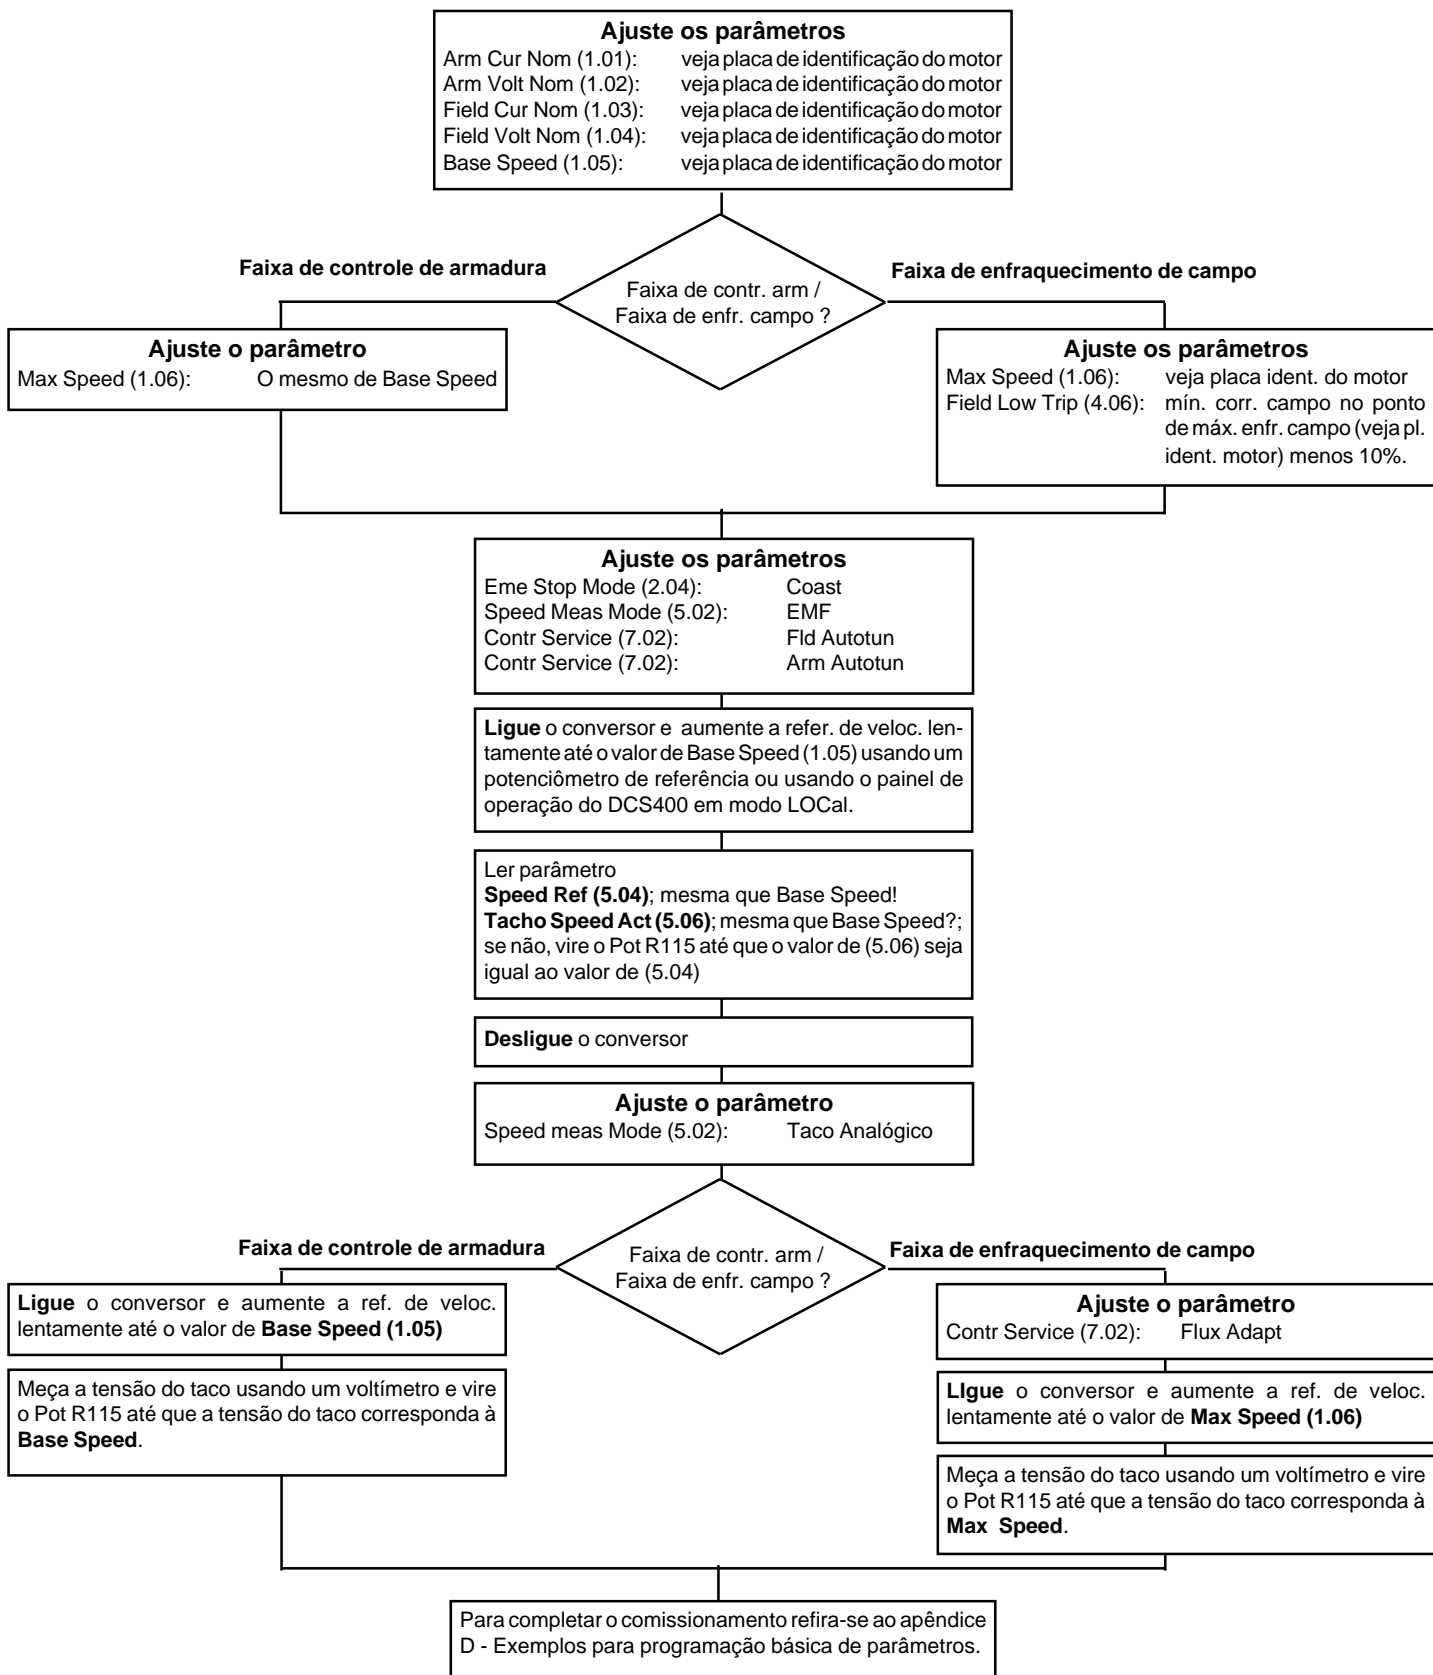 Ajuste os parâmetros
Arm Cur Nom (1.01): veja placa de identificação do motor
Arm Volt Nom (1.02): veja placa de identificação do motor
Field Cur Nom (1.03): veja placa de identificação do motor
Field Volt Nom (1.04): veja placa de identificação do motor
Base Speed (1.05): veja placa de identificação do motor
Faixa de controle de armadura
Faixa de enfraquecimento de campo
Faixa de contr. arm /
Faixa de enfr. campo ?
Ajuste o parâmetro
Max Speed (1.06): O mesmo de Base Speed
Ajuste os parâmetros
Max Speed (1.06): veja placa ident. do motor
Field Low Trip (4.06): mín. corr. campo no ponto
de máx. enfr. campo (veja pl.
ident. motor) menos 10%.
Ajuste os parâmetros
Eme Stop Mode (2.04): Coast
Speed Meas Mode (5.02): EMF
Contr Service (7.02): Fld Autotun
Contr Service (7.02): Arm Autotun
Ligue o conversor e aumente a refer. de veloc. len-
tamente até o valor de Base Speed (1.05) usando um
potenciômetro de referência ou usando o painel de
operação do DCS400 em modo LOCal.
Ler parâmetro
Speed Ref (5.04); mesma que Base Speed!
Tacho Speed Act (5.06); mesma que Base Speed?;
se não, vire o Pot R115 até que o valor de (5.06) seja
igual ao valor de (5.04)
Desligue o conversor
Ajuste o parâmetro
Speed meas Mode (5.02): Taco Analógico
Faixa de controle de armadura
Faixa de enfraquecimento de campo
Faixa de contr. arm /
Faixa de enfr. campo ?
Ligue o conversor e aumente a ref. de veloc.
lentamente até o valor de Base Speed (1.05)
Meça a tensão do taco usando um voltímetro e vire
o Pot R115 até que a tensão do taco corresponda à
Base Speed.
Ajuste o parâmetro
Contr Service (7.02): Flux Adapt
LIgue o conversor e aumente a ref. de veloc.
lentamente até o valor de Max Speed (1.06)
Meça a tensão do taco usando um voltímetro e vire
o Pot R115 até que a tensão do taco corresponda à
Max Speed.
Para completar o comissionamento refira-se ao apêndice
D - Exemplos para programação básica de parâmetros.